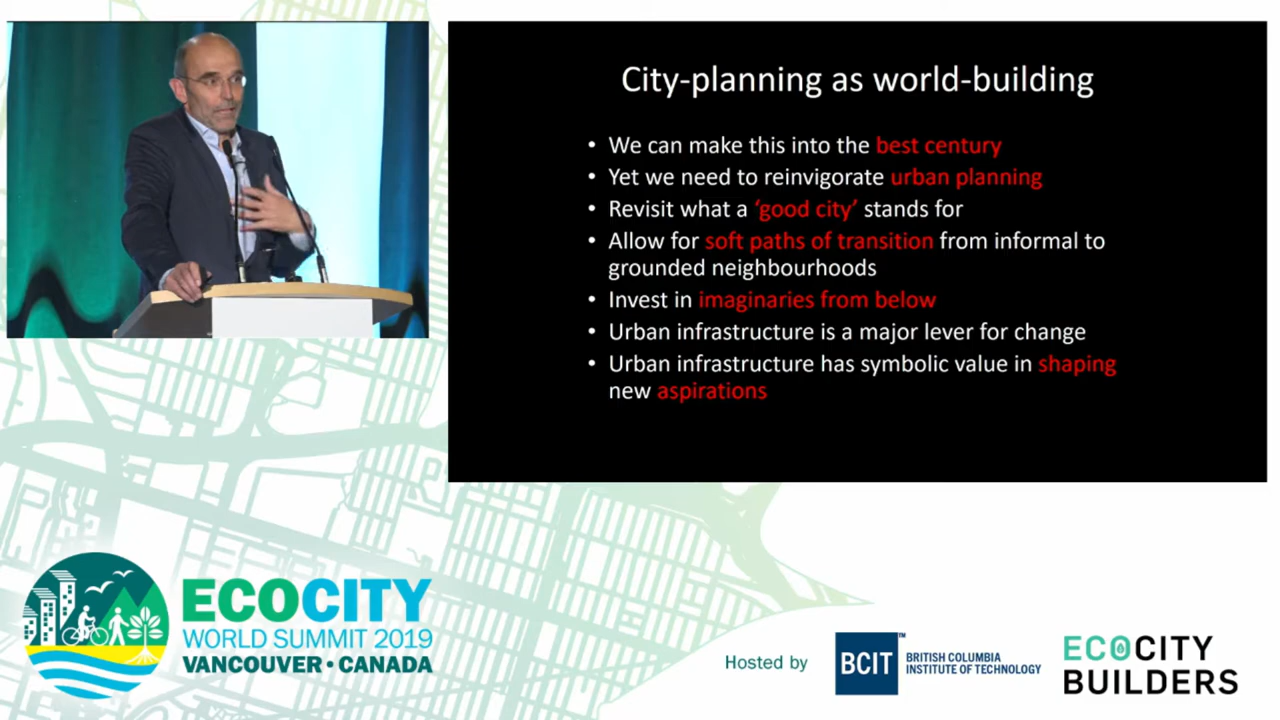 City-planning as world-building
• We can make this into the best century
• Yet we need to reinvigorate urban planning
• Revisit what a ‘good city’ stands for
• Allow for soft paths of transition from informal to
grounded neighbourhoods
• Invest in imaginaries from below
• Urban infrastructure is a major lever for change
• Urban infrastructure has symbolic value in shaping
new aspirations
ECOCITY
WORLD SUMMIT 2019
VANCOUVER • CANADA
Hosted by
BCIT™
BRITISH COLUMBIA
INSTITUTE OF TECHNOLOGY
ECOCITY
BUILDERS